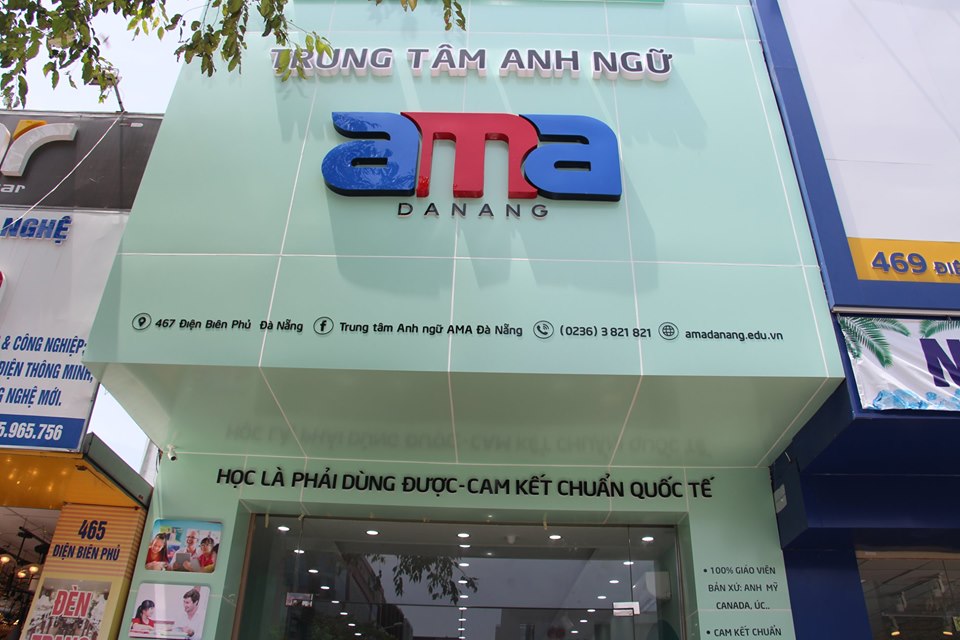 TRUNG TÂM ANH NGỮ
ama
DANANG
467 Điện Biên Phủ Đà Nẵng
f
Trung tâm Anh ngữ AMA Đà Nẵng
(0236) 3 821 821
amadanang.edu.vn
HỌC LÀ PHẢI DÙNG ĐƯỢC-CAM KẾT CHUẨN QUỐC TẾ
• 100% GIÁO VIÊN
BẢN XỨ: ANH MỸ
CANADA, ÚC,..
• CAM KẾT CHUẨN
NGHỆ
& CÔNG NGHIỆP;
ĐIỆN THÔNG MINH,
NGHỆ MỚI.
5.965.756
465
ĐIỆN BIÊN PHỦ
ĐÈN
469 ĐIỆ
N